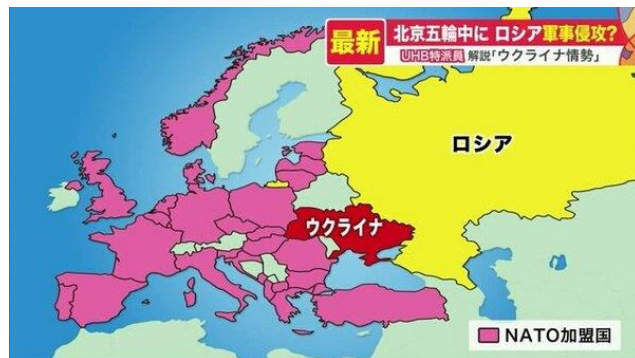 最新
北京五輪中に ロシア軍事侵攻?
UHB特派員 解説「ウクライナ情勢」
ロシア
ウクライナ
NATO加盟国